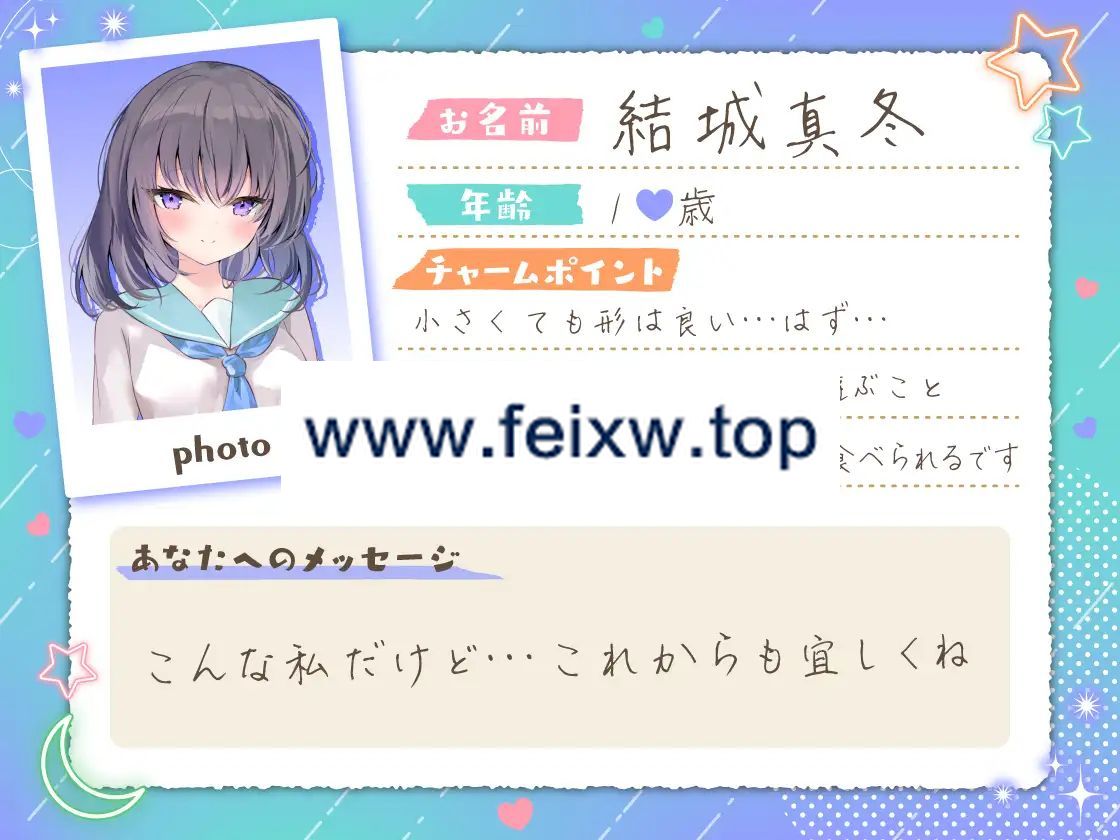 お名前 結城真冬
年齢 1💜歳
チャームポイント
小さくても形は良い…はず…
ぶこと
べられるです
www.feixw.top
photo
あなたへのメッセージ
こんな私だけど…これからも宜しくね